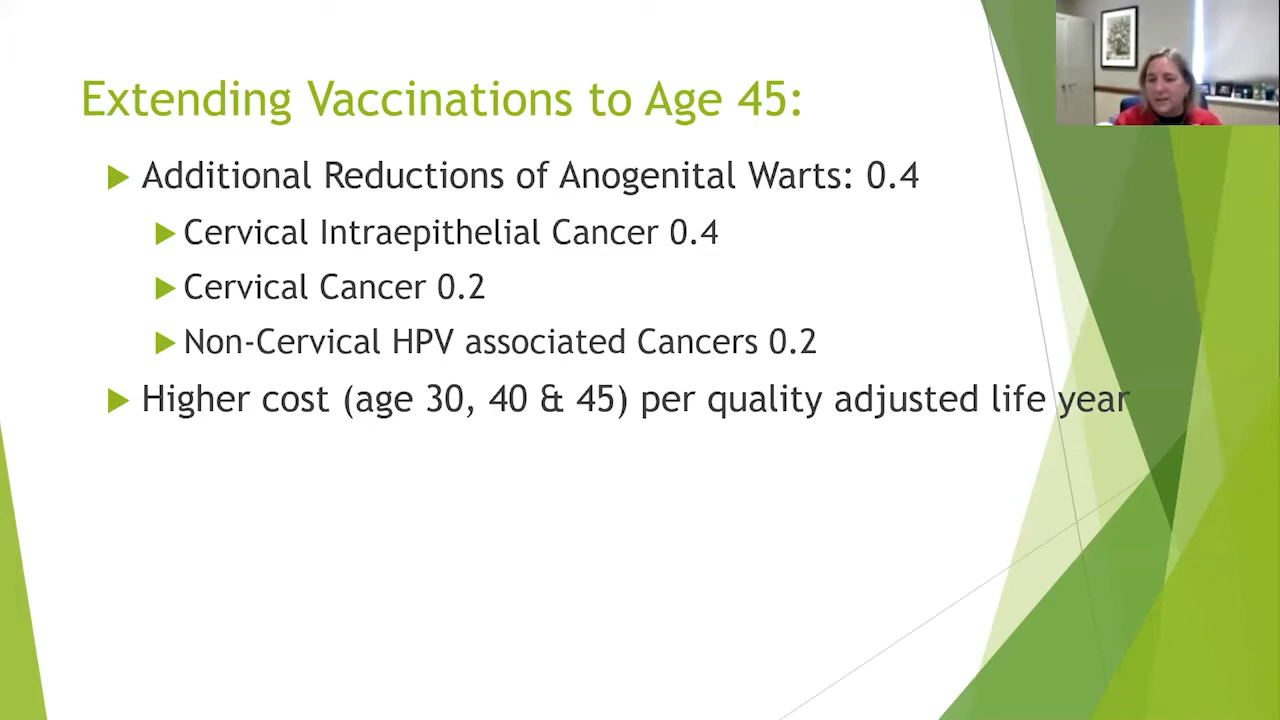 Extending Vaccinations to Age 45:
Additional Reductions of Anogenital Warts: 0.4
Cervical Intraepithelial Cancer 0.4
Cervical Cancer 0.2
Non-Cervical HPV associated Cancers 0.2
Higher cost (age 30, 40 & 45) per quality adjusted life year